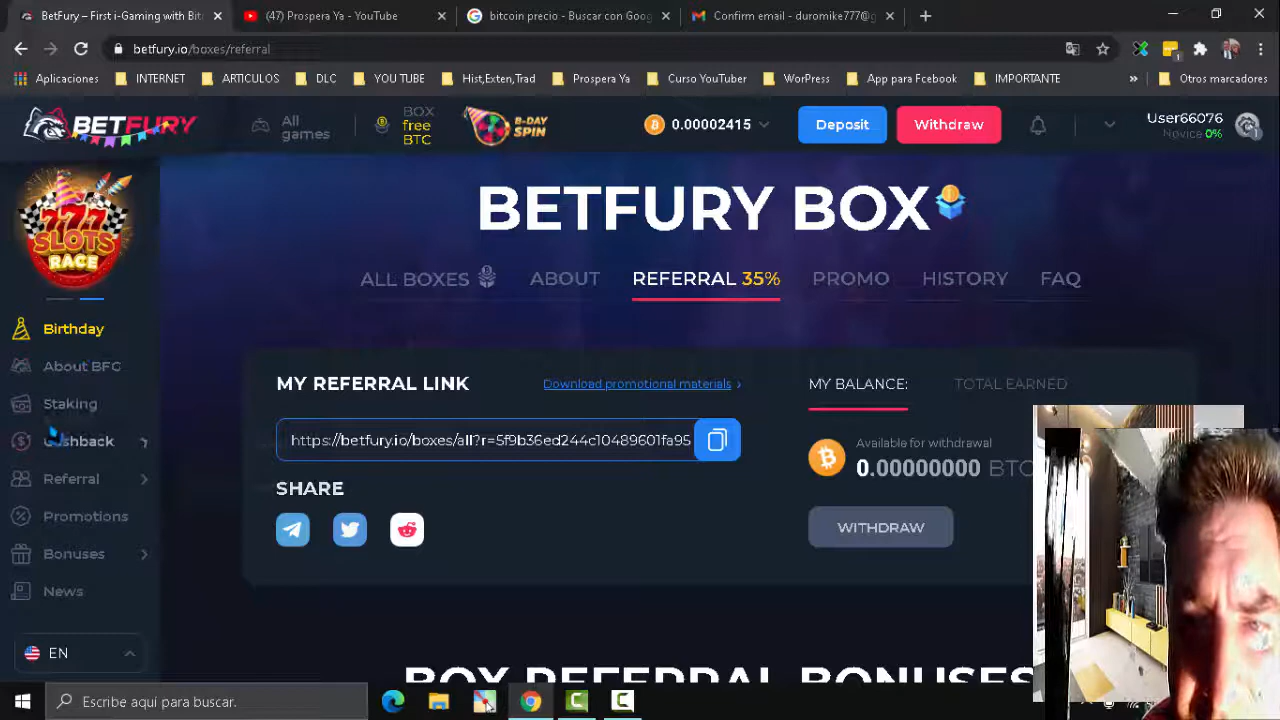 BetFury – First i-Gaming with Bit
(47) Prospera Ya - YouTube
bitcoin precio - Buscar con Goog
Confirm email - duromike777@g
betfury.io/boxes/referral
Aplicaciones
INTERNET
ARTICULOS
DLC
YOU TUBE
Hist,Exten,Trad
Prospera Ya
Curso YouTuber
WorPress
App para Fcebook
IMPORTANTE
»
Otros marcadores
BETFURY
All games
BOX free BTC
B-DAY SPIN
0.00002415
Deposit
Withdraw
User66076
Novice 0%
777 SLOTS RACE
BETFURY BOX
ALL BOXES
ABOUT
REFERRAL 35%
PROMO
HISTORY
FAQ
Birthday
About BFC
Staking
Cashback
Referral
Promotions
Bonuses
News
EN
MY REFERRAL LINK
Download promotional materials ›
https://betfury.io/boxes/all?r=5f9b36ed244c10489601fa95
SHARE
MY BALANCE:
TOTAL EARNED
Available for withdrawal
0.00000000 BTC
WITHDRAW
BOX REFERRAL BONUSES
Escribe aquí para buscar.